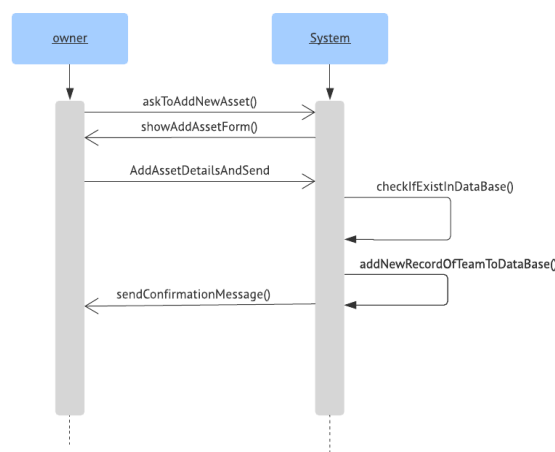 owner
System
askToAddNewAsset()
showAddAssetForm()
AddAssetDetailsAndSend
checkIfExistInDataBase()
addNewRecordOfTeamToDataBase()
sendConfirmationMessage()